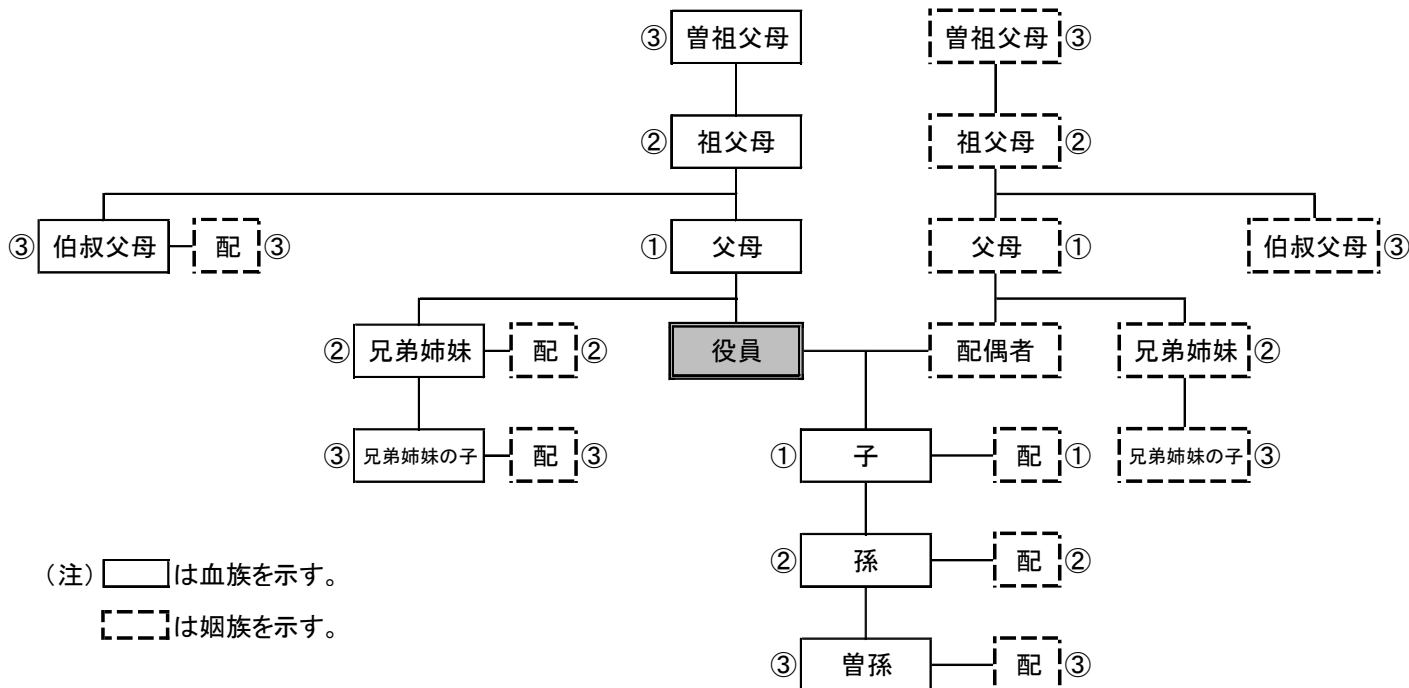 ③ 曽祖父母 曽祖父母 ③
② 祖父母 祖父母 ②
③ 伯叔父母 配 ③ ① 父母 父母 ① 伯叔父母 ③
② 兄弟姉妹 配 ② 役員 配偶者 兄弟姉妹 ②
③ 兄弟姉妹の子 配 ③ ① 子 配 ① 兄弟姉妹の子 ③
② 孫 配 ②
(注) は血族を示す。
は姻族を示す。
③ 曽孫 配 ③